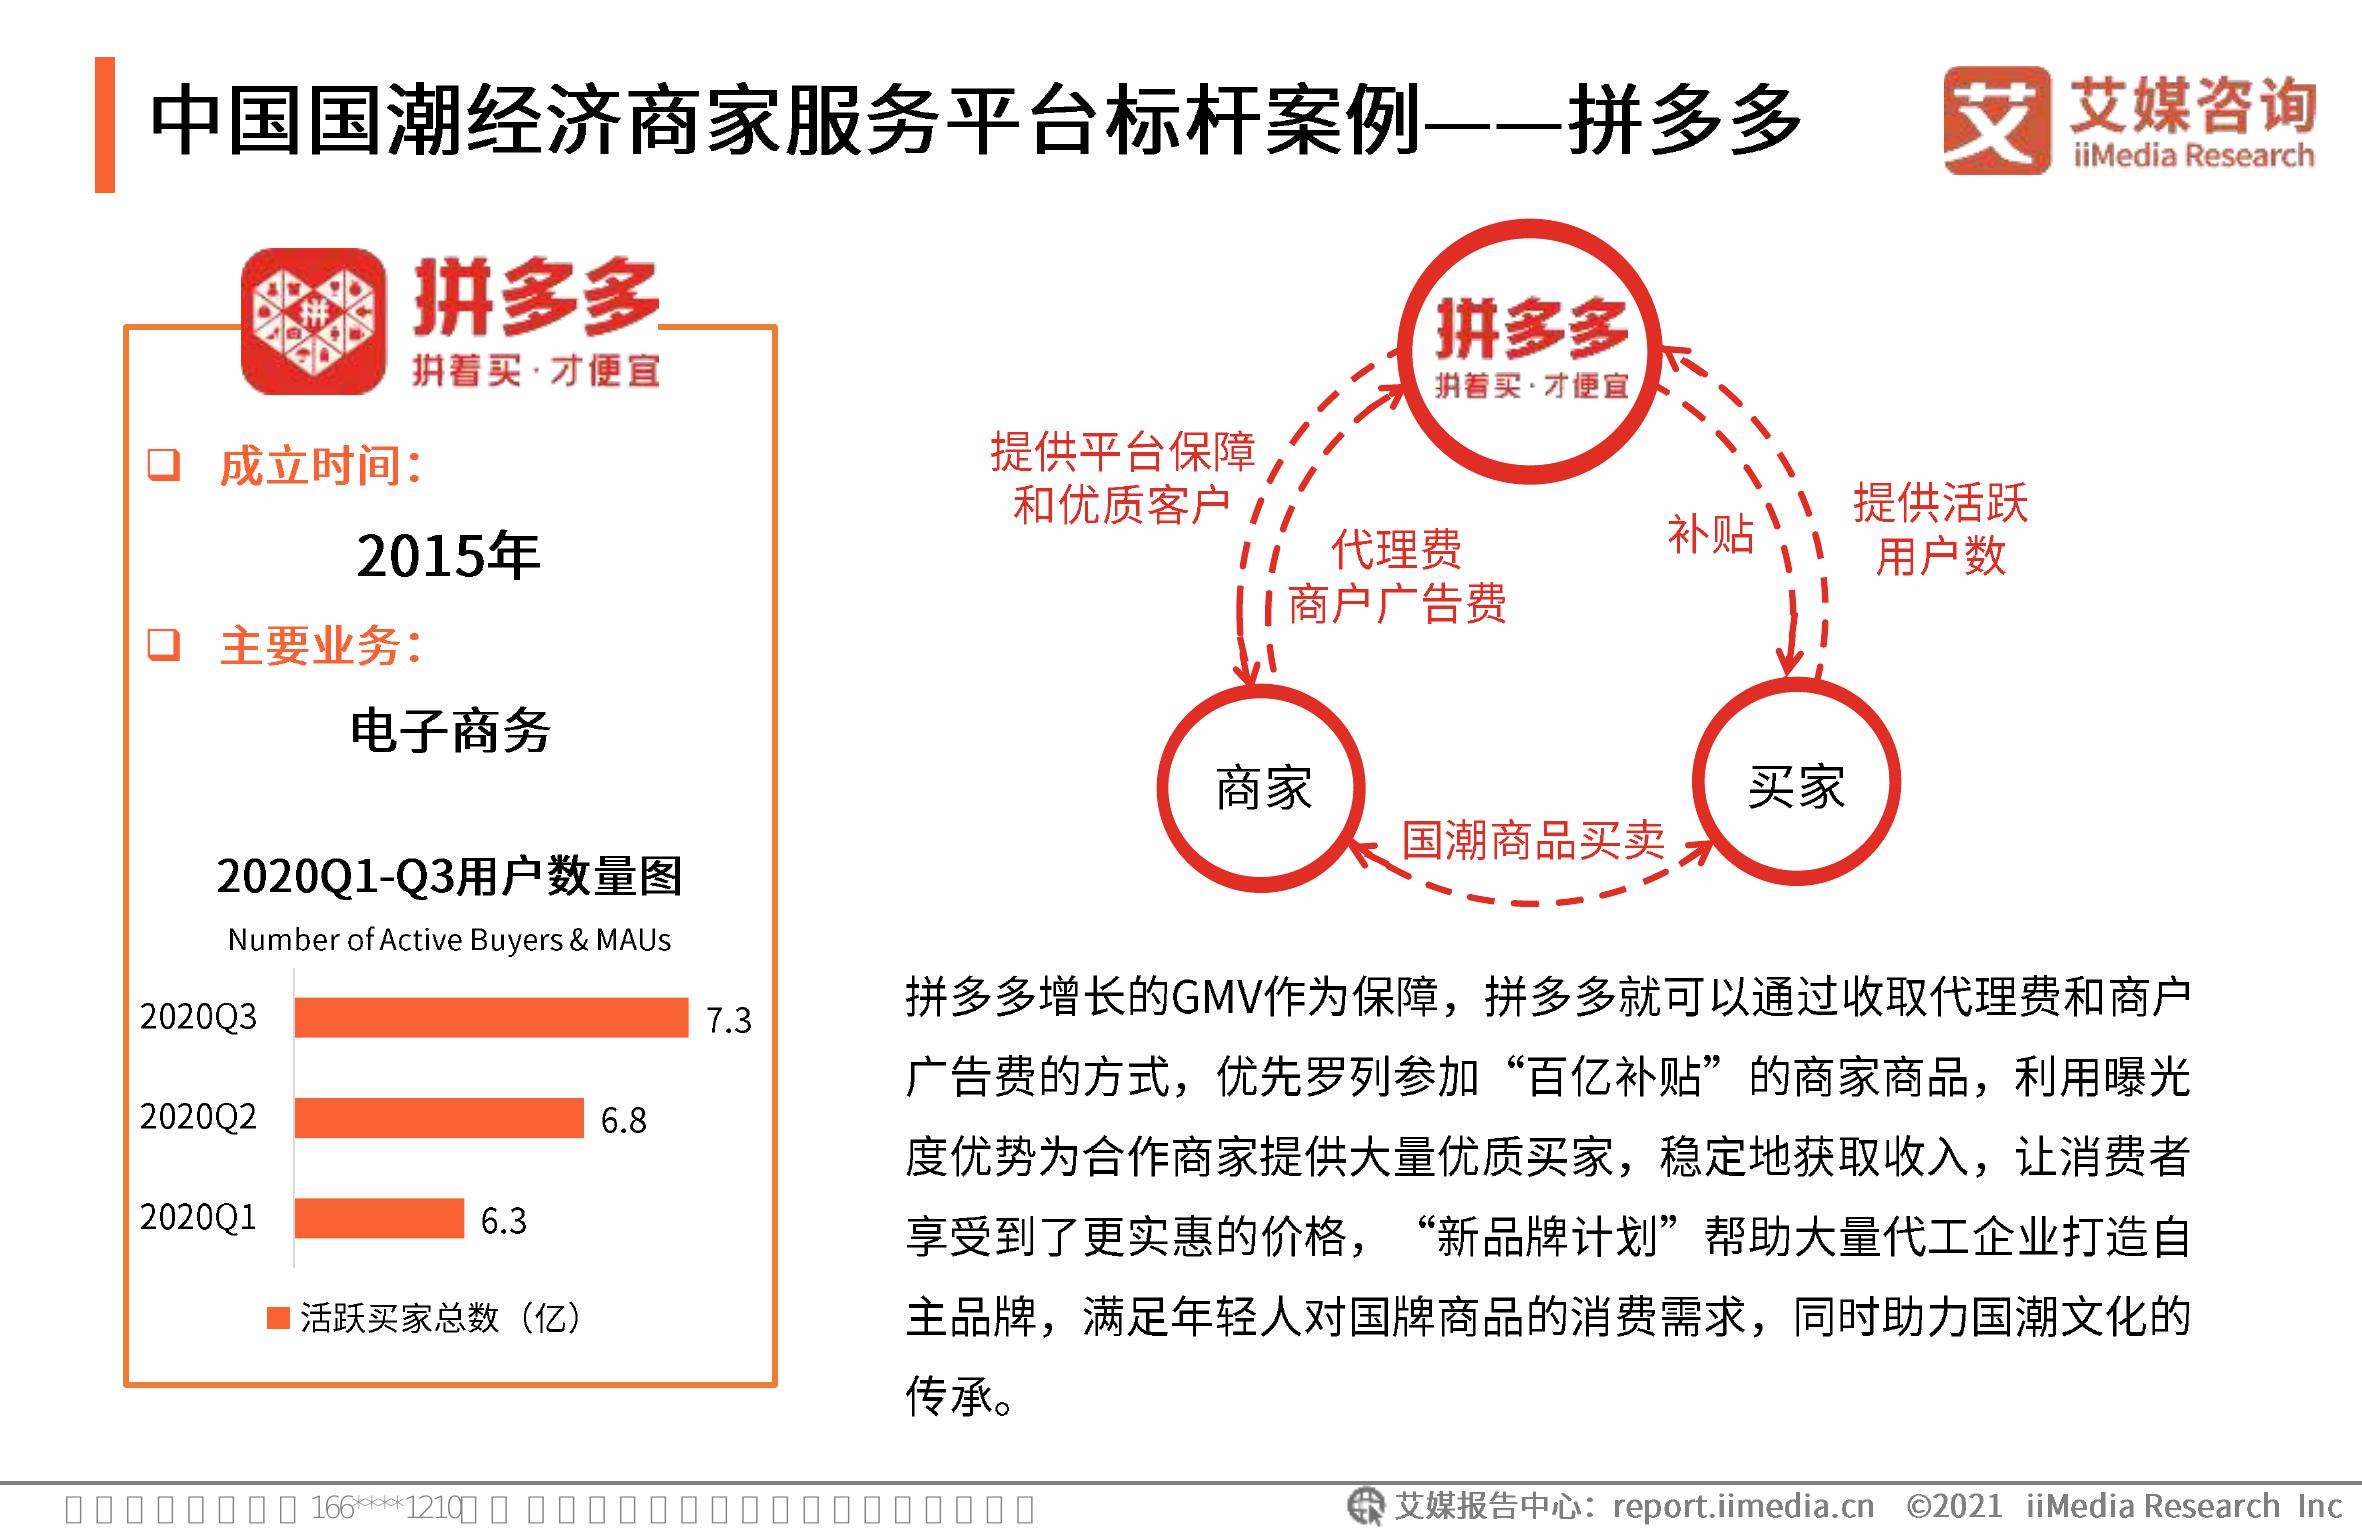 中国国潮经济商家服务平台标杆案例——拼多多
艾媒咨询
iiMedia Research
拼
拼多多
拼着买·才便宜
成立时间：
2015年
主要业务：
电子商务
2020Q1-Q3用户数量图
Number of Active Buyers & MAUs
2020Q3 7.3
2020Q2 6.8
2020Q1 6.3
活跃买家总数（亿）
拼多多
拼着买·才便宜
提供平台保障
和优质客户
代理费
商户广告费
补贴
提供活跃
用户数
商家
买家
国潮商品买卖
拼多多增长的GMV作为保障，拼多多就可以通过收取代理费和商户
广告费的方式，优先罗列参加“百亿补贴”的商家商品，利用曝光
度优势为合作商家提供大量优质买家，稳定地获取收入，让消费者
享受到了更实惠的价格，“新品牌计划”帮助大量代工企业打造自
主品牌，满足年轻人对国牌商品的消费需求，同时助力国潮文化的
传承。
166****1210
艾媒报告中心：report.iimedia.cn ©2021 iiMedia Research Inc